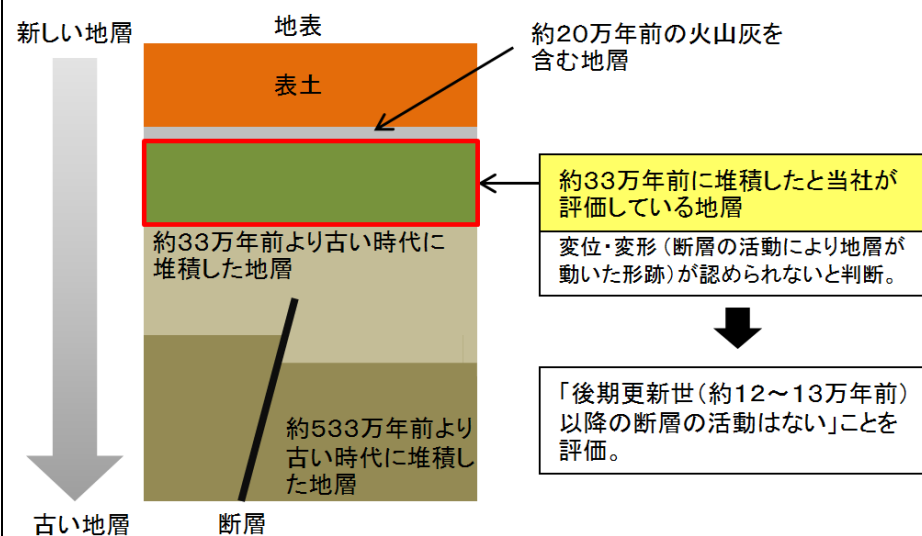 新しい地層
地表
約20万年前の火山灰を
含む地層
表土
約33万年前に堆積したと当社が
評価している地層
変位・変形(断層の活動により地層が
動いた形跡)が認められないと判断。
約33万年前より古い時代に
堆積した地層
「後期更新世(約12～13万年前)
以降の断層の活動はない」ことを
評価。
約533万年前より
古い時代に堆積し
た地層
古い地層
断層